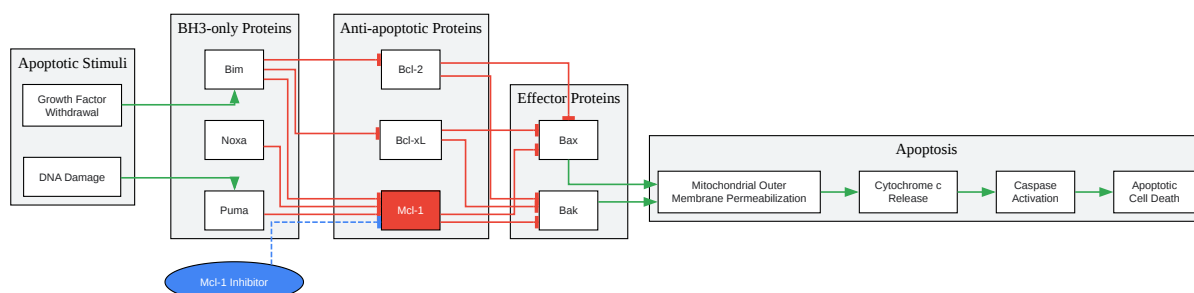 Apoptotic Stimuli
Growth Factor
Withdrawal
DNA Damage
BH3-only Proteins
Bim
Noxa
Puma
Mcl-1 Inhibitor
Anti-apoptotic Proteins
Bcl-2
Bcl-xL
Mcl-1
Effector Proteins
Bax
Bak
Apoptosis
Mitochondrial Outer
Membrane Permeabilization
Cytochrome c
Release
Caspase
Activation
Apoptotic
Cell Death